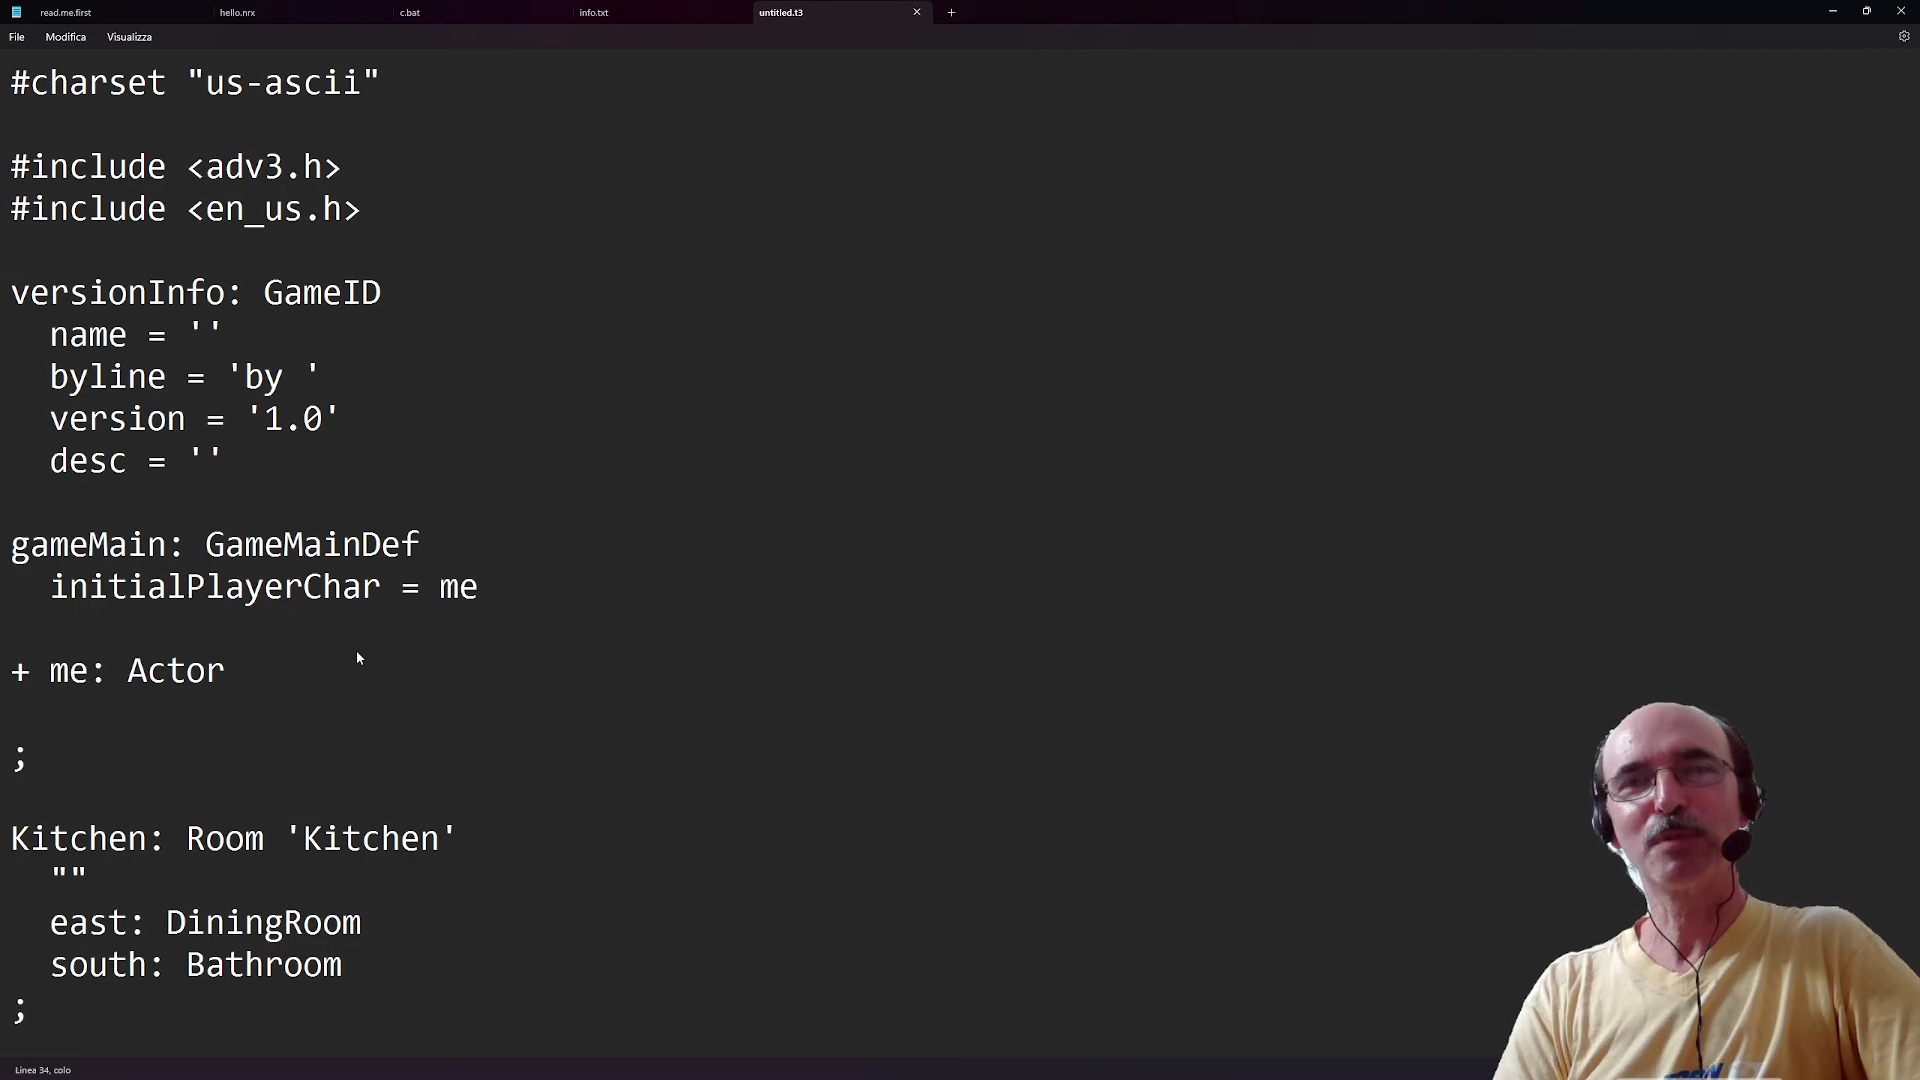 read.me.first hello.nrx c.bat info.txt untitled.t3
File Modifica Visualizza
#charset "us-ascii"
#include <adv3.h>
#include <en_us.h>
versionInfo: GameID
name = ''
byline = 'by '
version = '1.0'
desc = ''
gameMain: GameMainDef
initialPlayerChar = me
+ me: Actor
;
Kitchen: Room 'Kitchen'
""
east: DiningRoom
south: Bathroom
;
Linea 34, colo